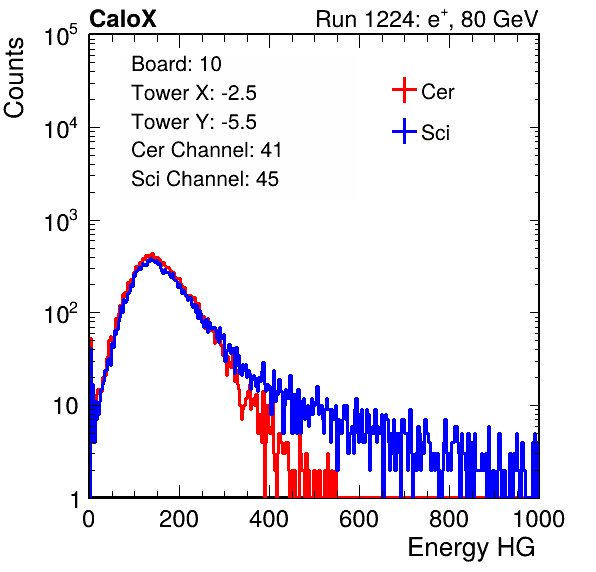 CaloX
Run 1224: e⁺, 80 GeV
Counts
10⁵
10⁴
10³
10²
10
1
Board: 10
Tower X: -2.5
Tower Y: -5.5
Cer Channel: 41
Sci Channel: 45
Cer
Sci
0 200 400 600 800 1000
Energy HG